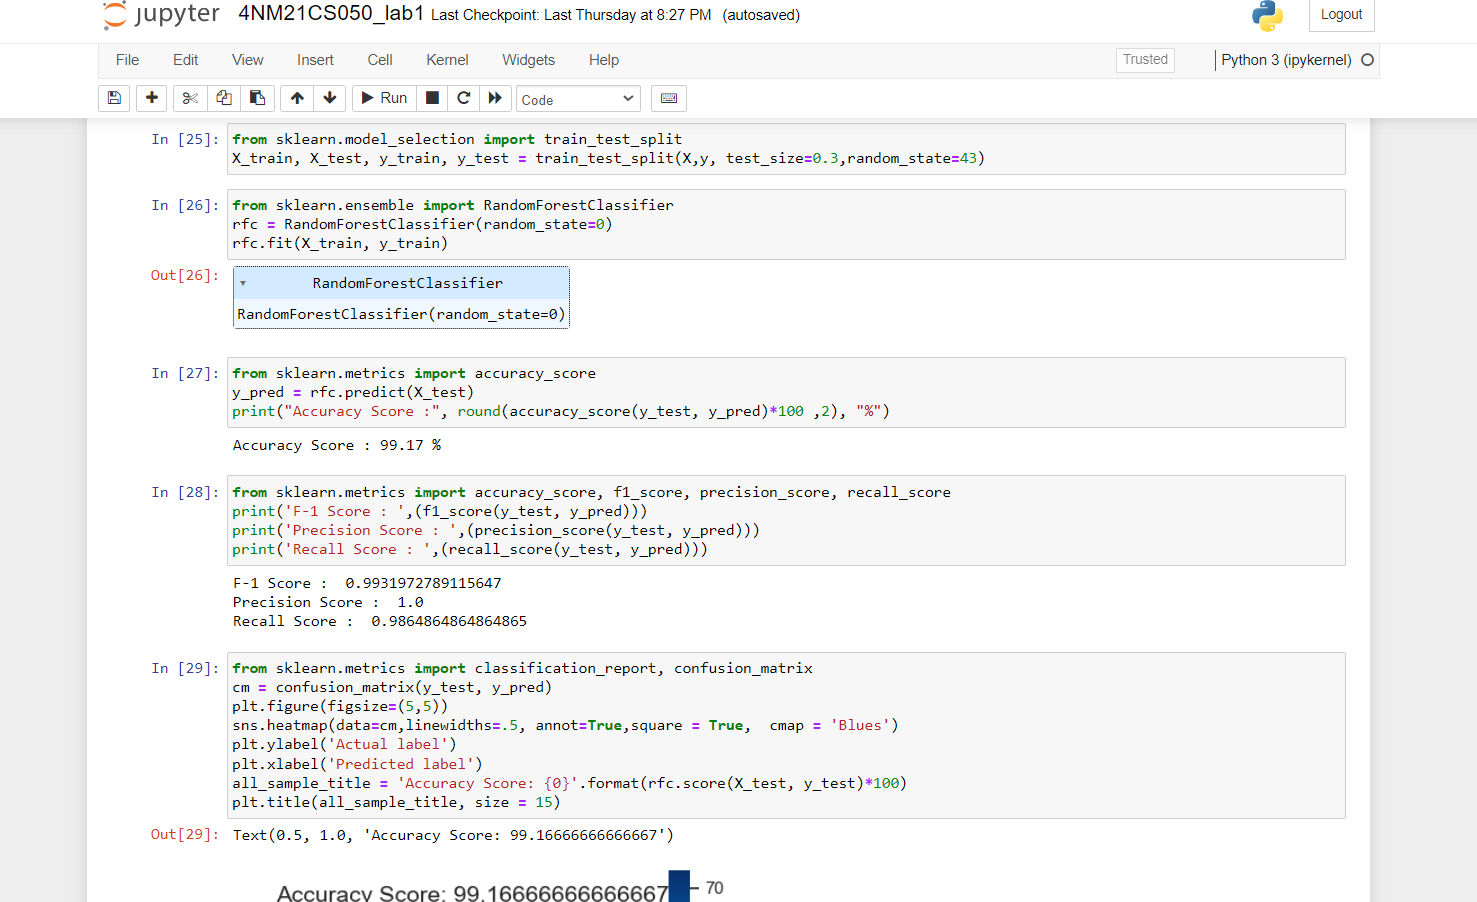 jupyter 4NM21CS050_lab1 Last Checkpoint: Last Thursday at 8:27 PM (autosaved) Logout
File Edit View Insert Cell Kernel Widgets Help Trusted Python 3 (ipykernel)
Run Code
In [25]: from sklearn.model_selection import train_test_split
X_train, X_test, y_train, y_test = train_test_split(X,y, test_size=0.3,random_state=43)
In [26]: from sklearn.ensemble import RandomForestClassifier
rfc = RandomForestClassifier(random_state=0)
rfc.fit(X_train, y_train)
Out[26]: RandomForestClassifier
RandomForestClassifier(random_state=0)
In [27]: from sklearn.metrics import accuracy_score
y_pred = rfc.predict(X_test)
print("Accuracy Score :", round(accuracy_score(y_test, y_pred)*100 ,2), "%")
Accuracy Score : 99.17 %
In [28]: from sklearn.metrics import accuracy_score, f1_score, precision_score, recall_score
print('F-1 Score : ',(f1_score(y_test, y_pred)))
print('Precision Score : ',(precision_score(y_test, y_pred)))
print('Recall Score : ',(recall_score(y_test, y_pred)))
F-1 Score :  0.9931972789115647
Precision Score :  1.0
Recall Score :  0.9864864864864865
In [29]: from sklearn.metrics import classification_report, confusion_matrix
cm = confusion_matrix(y_test, y_pred)
plt.figure(figsize=(5,5))
sns.heatmap(data=cm,linewidths=.5, annot=True,square = True,  cmap = 'Blues')
plt.ylabel('Actual label')
plt.xlabel('Predicted label')
all_sample_title = 'Accuracy Score: {0}'.format(rfc.score(X_test, y_test)*100)
plt.title(all_sample_title, size = 15)
Out[29]: Text(0.5, 1.0, 'Accuracy Score: 99.16666666666667')
Accuracy Score: 99.16666666666667 70